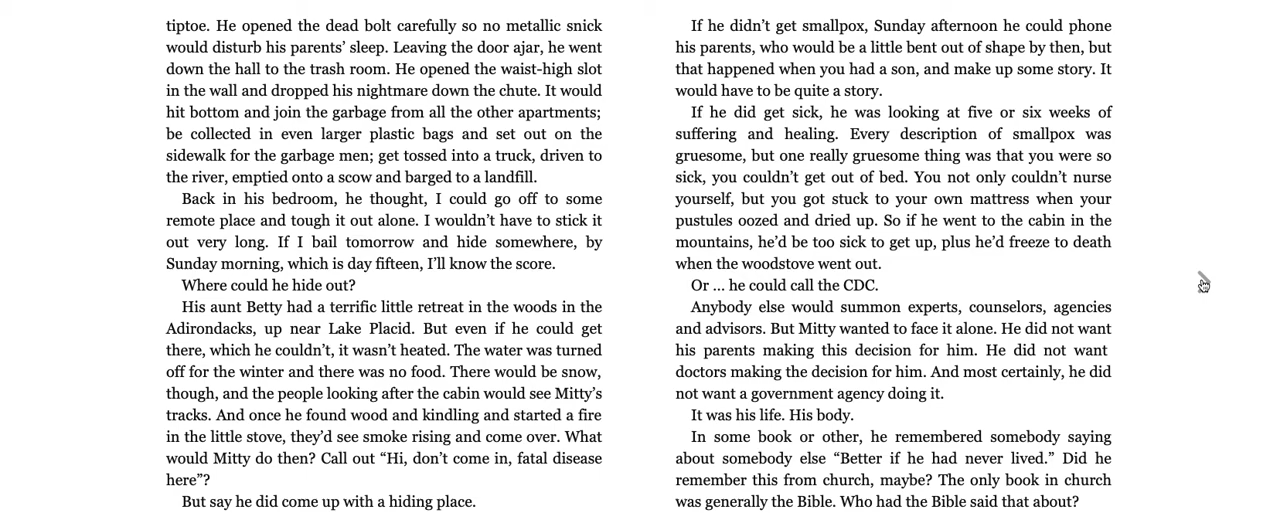 tiptoe. He opened the dead bolt carefully so no metallic snick
would disturb his parents’ sleep. Leaving the door ajar, he went
down the hall to the trash room. He opened the waist-high slot
in the wall and dropped his nightmare down the chute. It would
hit bottom and join the garbage from all the other apartments;
be collected in even larger plastic bags and set out on the
sidewalk for the garbage men; get tossed into a truck, driven to
the river, emptied onto a scow and barged to a landfill.
Back in his bedroom, he thought, I could go off to some
remote place and tough it out alone. I wouldn’t have to stick it
out very long. If I bail tomorrow and hide somewhere, by
Sunday morning, which is day fifteen, I’ll know the score.
Where could he hide out?
His aunt Betty had a terrific little retreat in the woods in the
Adirondacks, up near Lake Placid. But even if he could get
there, which he couldn’t, it wasn’t heated. The water was turned
off for the winter and there was no food. There would be snow,
though, and the people looking after the cabin would see Mitty’s
tracks. And once he found wood and kindling and started a fire
in the little stove, they’d see smoke rising and come over. What
would Mitty do then? Call out “Hi, don’t come in, fatal disease
here”?
But say he did come up with a hiding place.
If he didn’t get smallpox, Sunday afternoon he could phone
his parents, who would be a little bent out of shape by then, but
that happened when you had a son, and make up some story. It
would have to be quite a story.
If he did get sick, he was looking at five or six weeks of
suffering and healing. Every description of smallpox was
gruesome, but one really gruesome thing was that you were so
sick, you couldn’t get out of bed. You not only couldn’t nurse
yourself, but you got stuck to your own mattress when your
pustules oozed and dried up. So if he went to the cabin in the
mountains, he’d be too sick to get up, plus he’d freeze to death
when the woodstove went out.
Or ... he could call the CDC.
Anybody else would summon experts, counselors, agencies
and advisors. But Mitty wanted to face it alone. He did not want
his parents making this decision for him. He did not want
doctors making the decision for him. And most certainly, he did
not want a government agency doing it.
It was his life. His body.
In some book or other, he remembered somebody saying
about somebody else “Better if he had never lived.” Did he
remember this from church, maybe? The only book in church
was generally the Bible. Who had the Bible said that about?